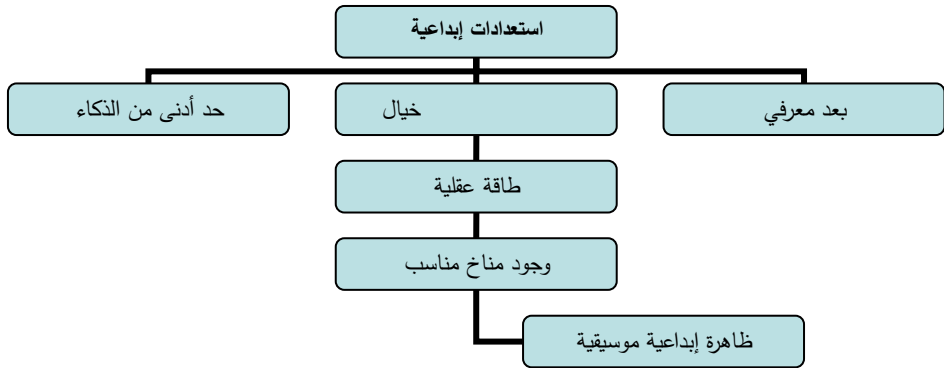 استعدادات إبداعية
بعد معرفي
خيال
حد أدنى من الذكاء
طاقة عقلية
وجود مناخ مناسب
ظاهرة إبداعية موسيقية